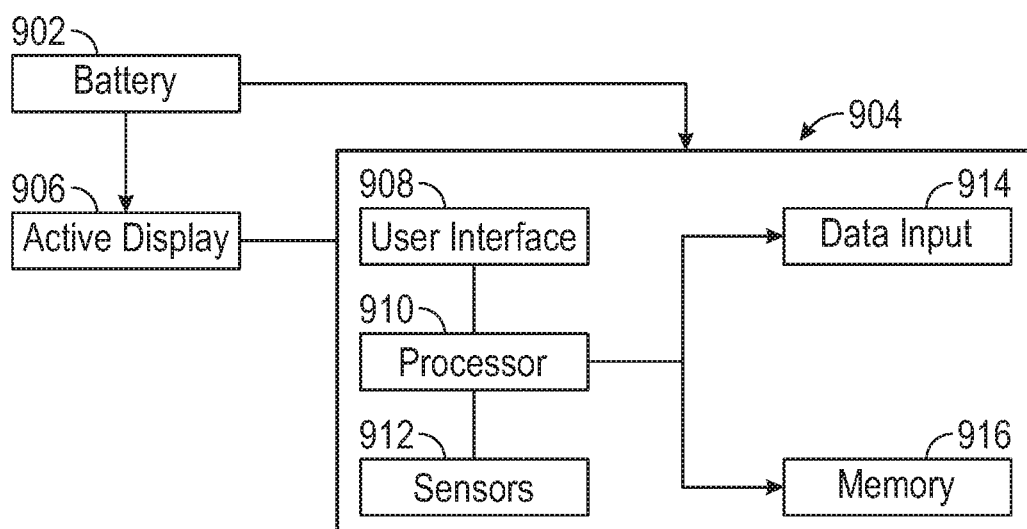 902
Battery
904
906
Active Display
908
User Interface
914
Data Input
910
Processor
912
Sensors
916
Memory